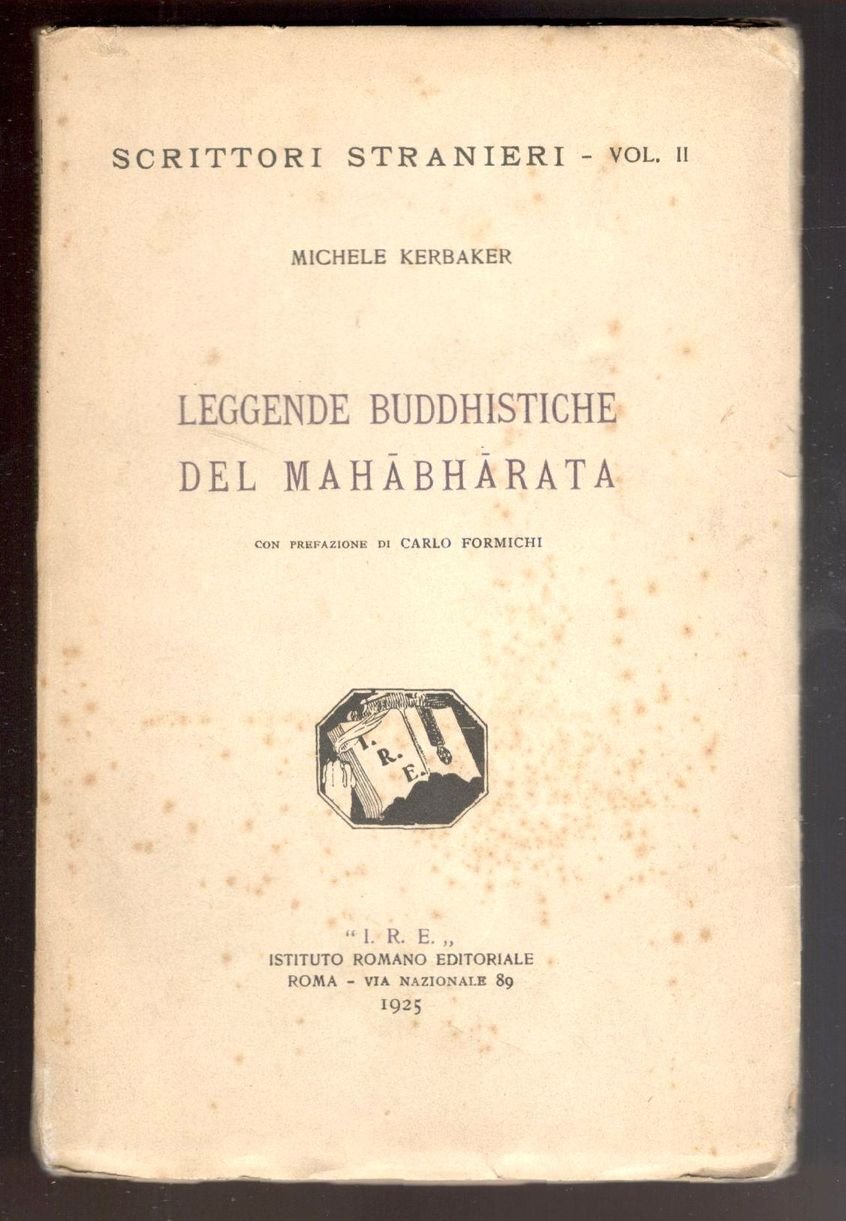 SCRITTORI STRANIERI - VOL. II
MICHELE KERBAKER
LEGGENDE BUDDHISTICHE
DEL MAHĀBHĀRATA
CON PREFAZIONE DI CARLO FORMICHI
I.
R.
E.
“ I. R. E. „
ISTITUTO ROMANO EDITORIALE
ROMA - VIA NAZIONALE 89
1925